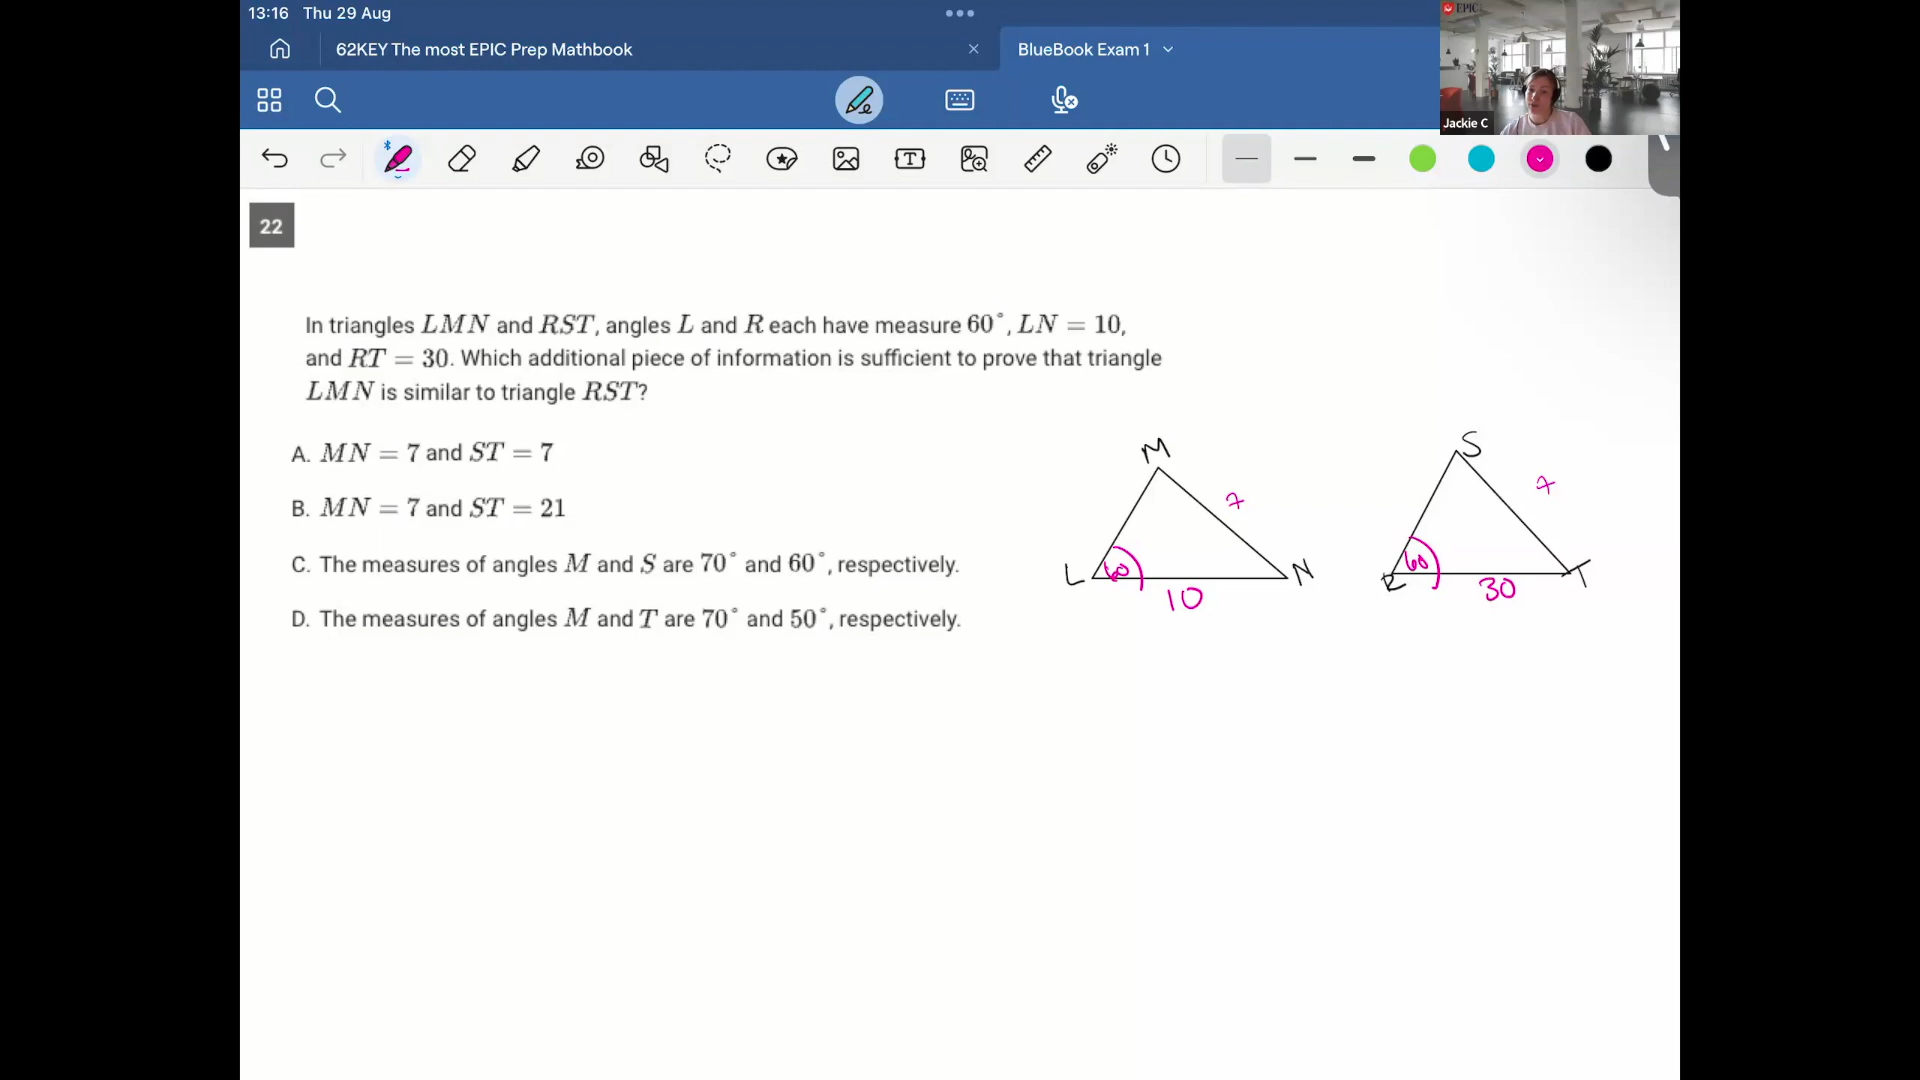 13:16 Thu 29 Aug
EPIC
62KEY The most EPIC Prep Mathbook
BlueBook Exam 1
Jackie C
22
In triangles LMN and RST, angles L and R each have measure 60°, LN = 10,
and RT = 30. Which additional piece of information is sufficient to prove that triangle
LMN is similar to triangle RST?
A. MN = 7 and ST = 7
B. MN = 7 and ST = 21
C. The measures of angles M and S are 70° and 60°, respectively.
D. The measures of angles M and T are 70° and 50°, respectively.
M
7
L
60
10
N
S
7
R
60
30
T